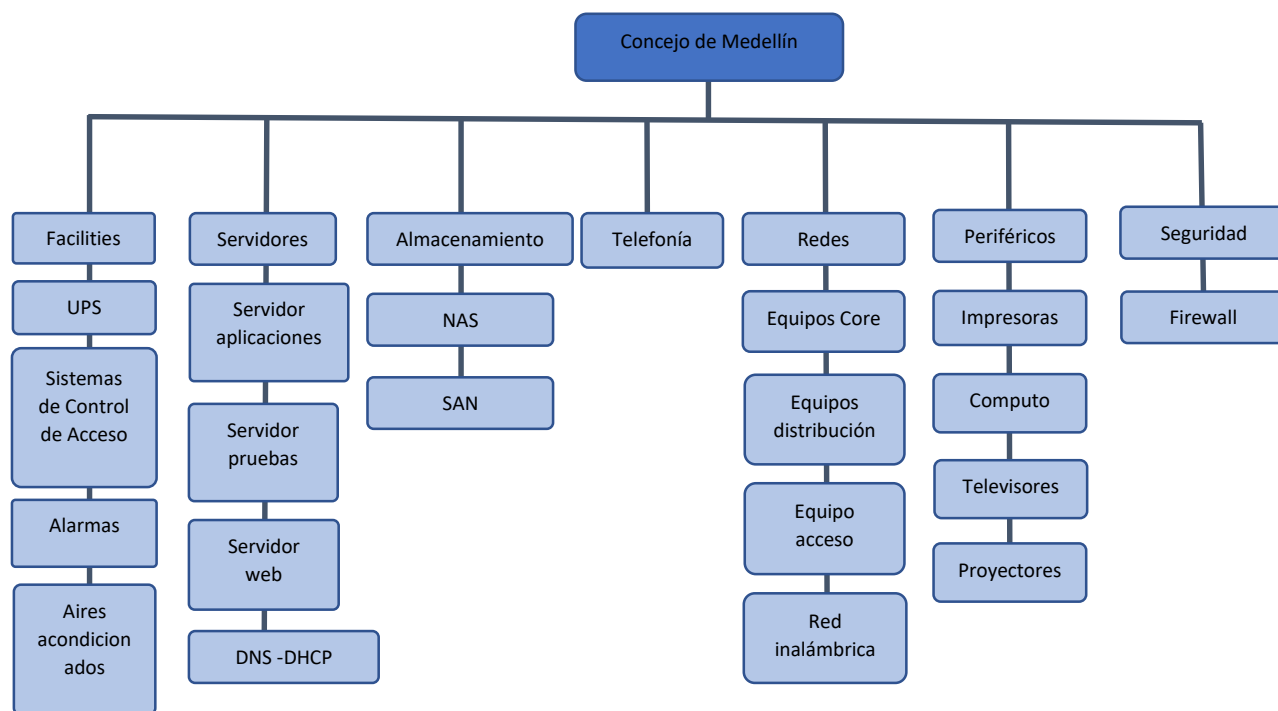 Concejo de Medellín
Facilities
UPS
Sistemas
de Control
de Acceso
Alarmas
Aires
acondicion
ados
Servidores
Servidor
aplicaciones
Servidor
pruebas
Servidor
web
DNS -DHCP
Almacenamiento
NAS
SAN
Telefonía
Redes
Equipos Core
Equipos
distribución
Equipo
acceso
Red
inalámbrica
Periféricos
Impresoras
Computo
Televisores
Proyectores
Seguridad
Firewall